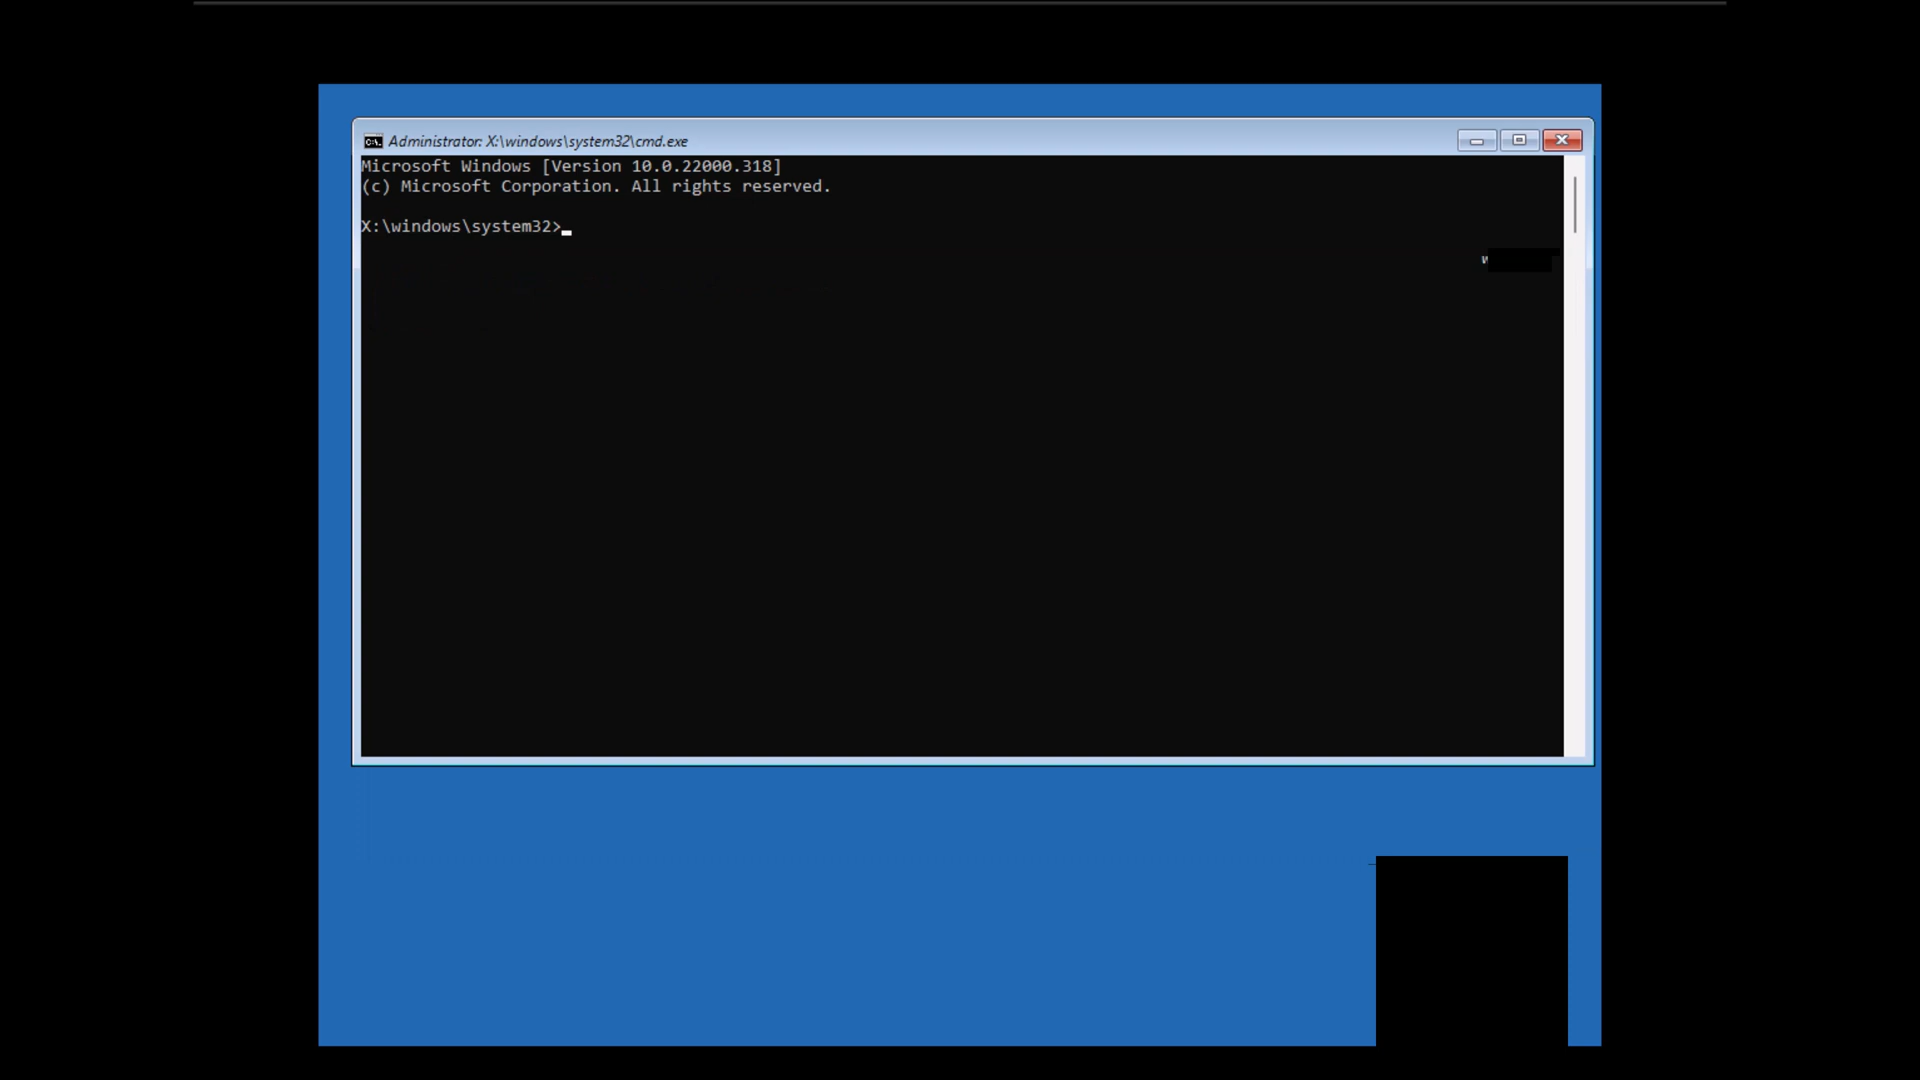 Administrator: X:\windows\system32\cmd.exe
Microsoft Windows [Version 10.0.22000.318]
(c) Microsoft Corporation. All rights reserved.
X:\windows\system32>